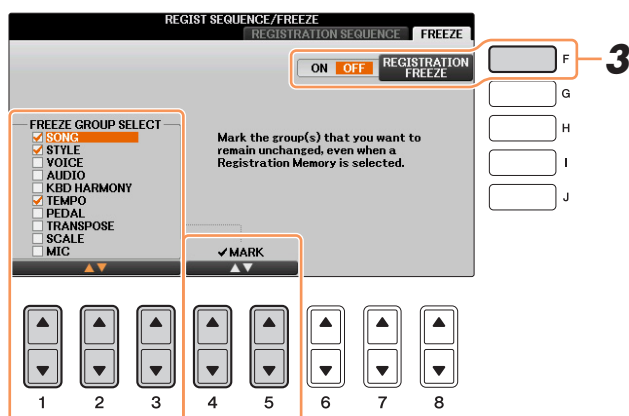 REGIST SEQUENCE/FREEZE
REGISTRATION SEQUENCE
FREEZE
ON OFF
REGISTRATION
FREEZE
F
3
G
H
I
J
FREEZE GROUP SELECT
SONG
STYLE
VOICE
AUDIO
KBD HARMONY
TEMPO
PEDAL
TRANSPOSE
SCALE
MIC
Mark the group(s) that you want to
remain unchanged, even when a
Registration Memory is selected.
✓MARK
▲▼
▲▼
1 2 3 4 5 6 7 8